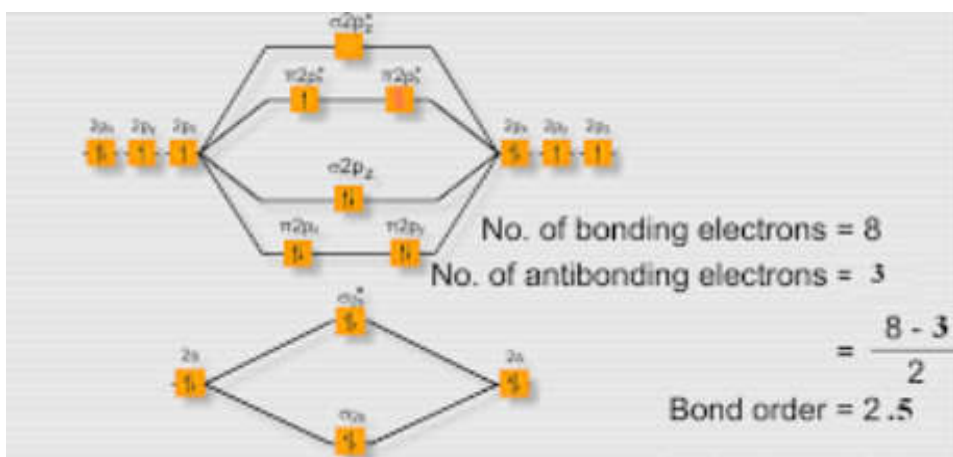 σ2p*z
π2p*x π2p*y
2px 2py 2pz 2px 2py 2pz
σ2pz
π2px π2py
No. of bonding electrons = 8
No. of antibonding electrons = 3
σ*2s
= 8 - 3
2
2s 2s
Bond order = 2.5
σ2s